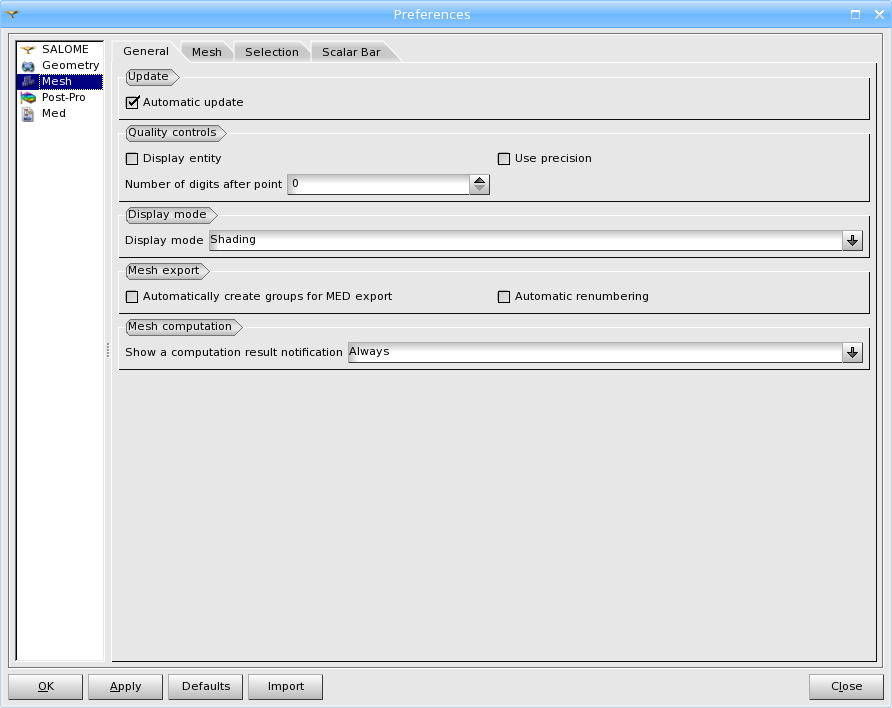 Preferences
SALOME
Geometry
Mesh
Post-Pro
Med
General Mesh Selection Scalar Bar
Update
Automatic update
Quality controls
Display entity Use precision
Number of digits after point 0
Display mode
Display mode Shading
Mesh export
Automatically create groups for MED export Automatic renumbering
Mesh computation
Show a computation result notification Always
OK Apply Defaults Import Close